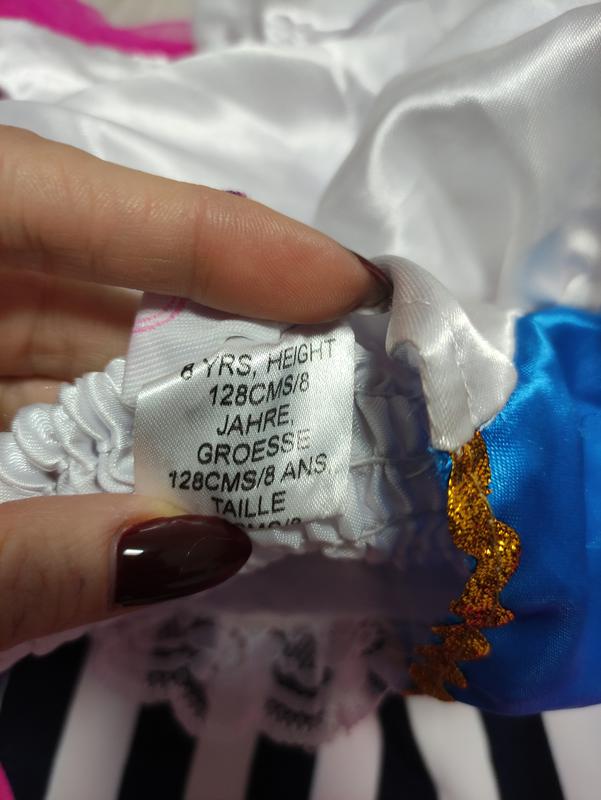 8 YRS, HEIGHT
128CMS/8
JAHRE,
GROESSE
128CMS/8 ANS,
TAILLE